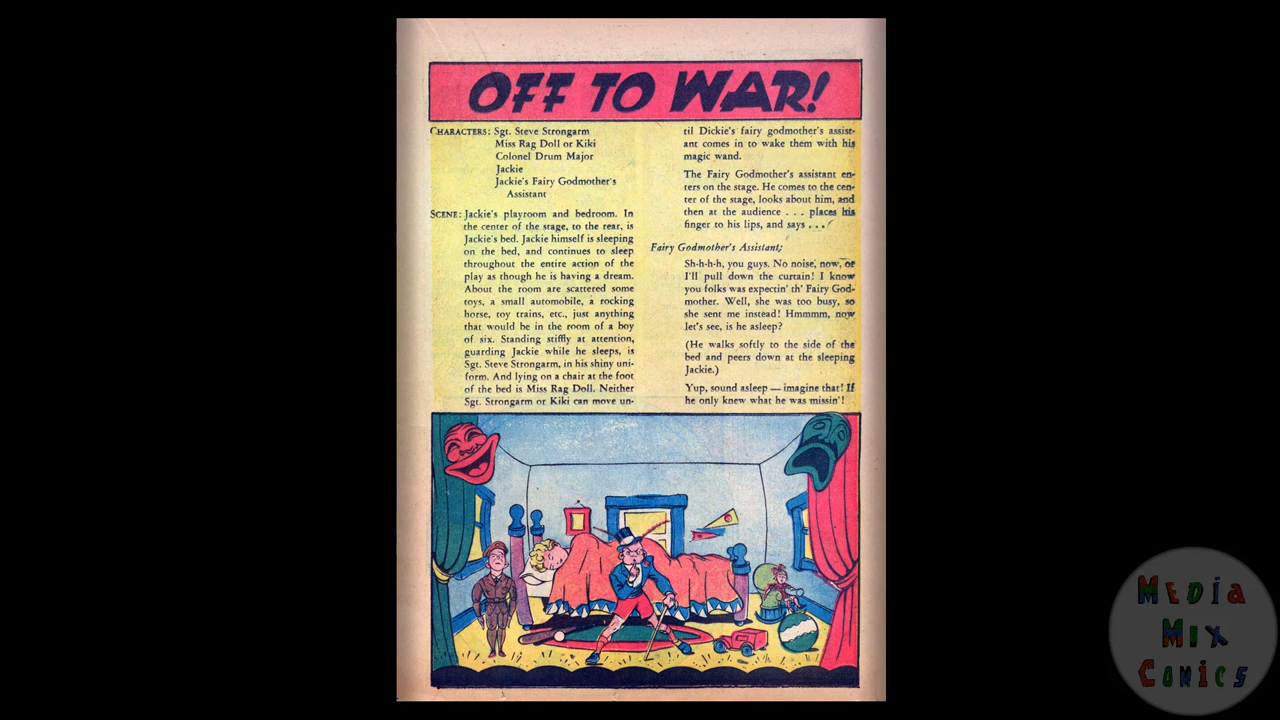 OFF TO WAR!
CHARACTERS: Sgt. Steve Strongarm
Miss Rag Doll or Kiki
Colonel Drum Major
Jackie
Jackie's Fairy Godmother's
Assistant
SCENE: Jackie's playroom and bedroom. In
the center of the stage, to the rear, is
Jackie's bed. Jackie himself is sleeping
on the bed, and continues to sleep
throughout the entire action of the
play as though he is having a dream.
About the room are scattered some
toys, a small automobile, a rocking
horse, toy trains, etc., just anything
that would be in the room of a boy
of six. Standing stiffly at attention,
guarding Jackie while he sleeps, is
Sgt. Steve Strongarm, in his shiny uni-
form. And lying on a chair at the foot
of the bed is Miss Rag Doll. Neither
Sgt. Strongarm or Kiki can move un-
til Dickie's fairy godmother's assist-
ant comes in to wake them with his
magic wand.
The Fairy Godmother's assistant en-
ters on the stage. He comes to the cen-
ter of the stage, looks about him, and
then at the audience . . . places his
finger to his lips, and says . . .
Fairy Godmother's Assistant;
Sh-h-h-h, you guys. No noise, now, or
I'll pull down the curtain! I know
you folks was expectin' th' Fairy God-
mother. Well, she was too busy, so
she sent me instead! Hmmmm, now
let's see, is he asleep?
(He walks softly to the side of the
bed and peers down at the sleeping
Jackie.)
Yup, sound asleep — imagine that! If
he only knew what he was missin'!
MEDIA
MIX
COMICS